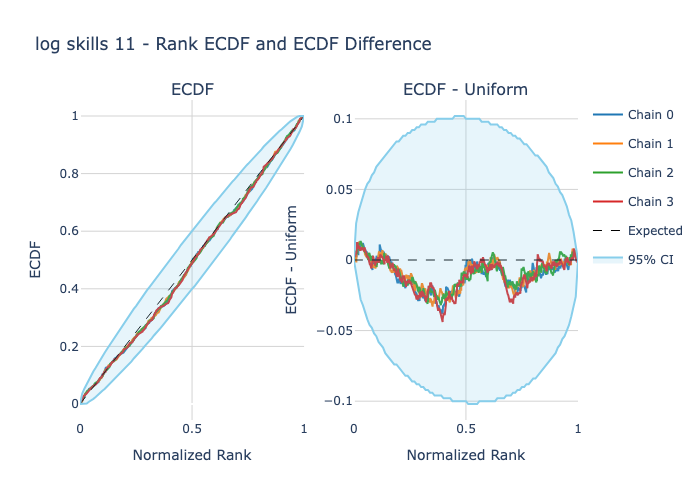 log skills 11 - Rank ECDF and ECDF Difference
ECDF
ECDF - Uniform
ECDF
1
0.8
0.6
0.4
0.2
0
0
0.5
1
Normalized Rank
ECDF - Uniform
0.1
0.05
0
−0.05
−0.1
0
0.5
1
Normalized Rank
Chain 0
Chain 1
Chain 2
Chain 3
Expected
95% CI